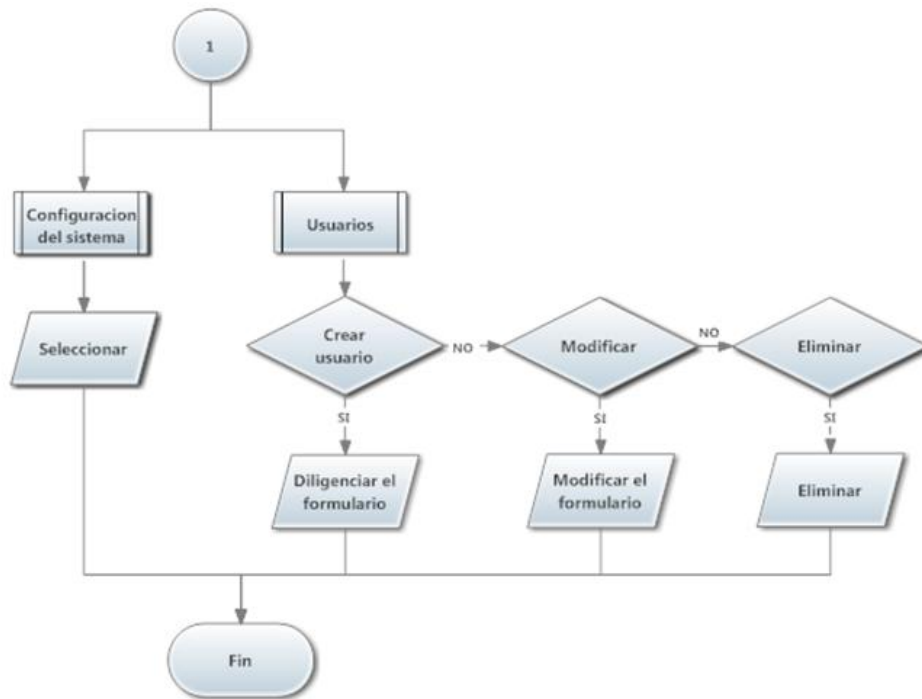 1
Configuracion
del sistema
Usuarios
Seleccionar
Crear
usuario
NO
Modificar
NO
Eliminar
SI
SI
SI
Diligenciar el
formulario
Modificar el
formulario
Eliminar
Fin